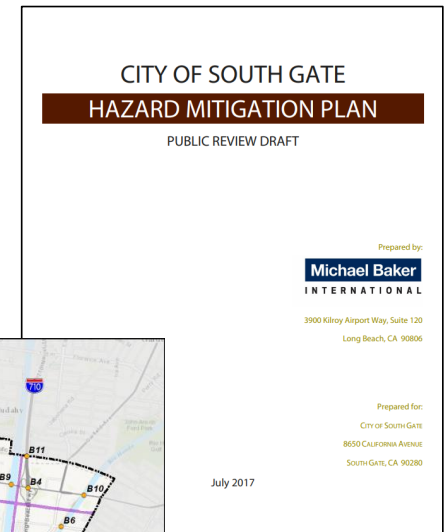 CITY OF SOUTH GATE
HAZARD MITIGATION PLAN
PUBLIC REVIEW DRAFT
Prepared by:
Michael Baker
INTERNATIONAL
3900 Kilroy Airport Way, Suite 120
Long Beach, CA 90806
Prepared for:
CITY OF SOUTH GATE
8650 CALIFORNIA AVENUE
SOUTH GATE, CA 90280
July 2017
710
B11
B9
B4
B10
B6